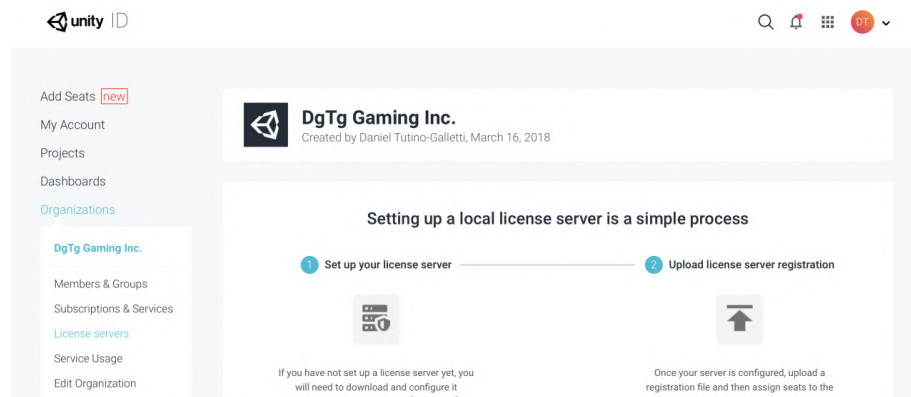 unity ID
DT
Add Seats new
My Account
Projects
Dashboards
Organizations
DgTg Gaming Inc.
Members & Groups
Subscriptions & Services
License servers
Service Usage
Edit Organization
DgTg Gaming Inc.
Created by Daniel Tutino-Galletti, March 16, 2018
Setting up a local license server is a simple process
1 Set up your license server
2 Upload license server registration
If you have not set up a license server yet, you
will need to download and configure it
Once your server is configured, upload a
registration file and then assign seats to the